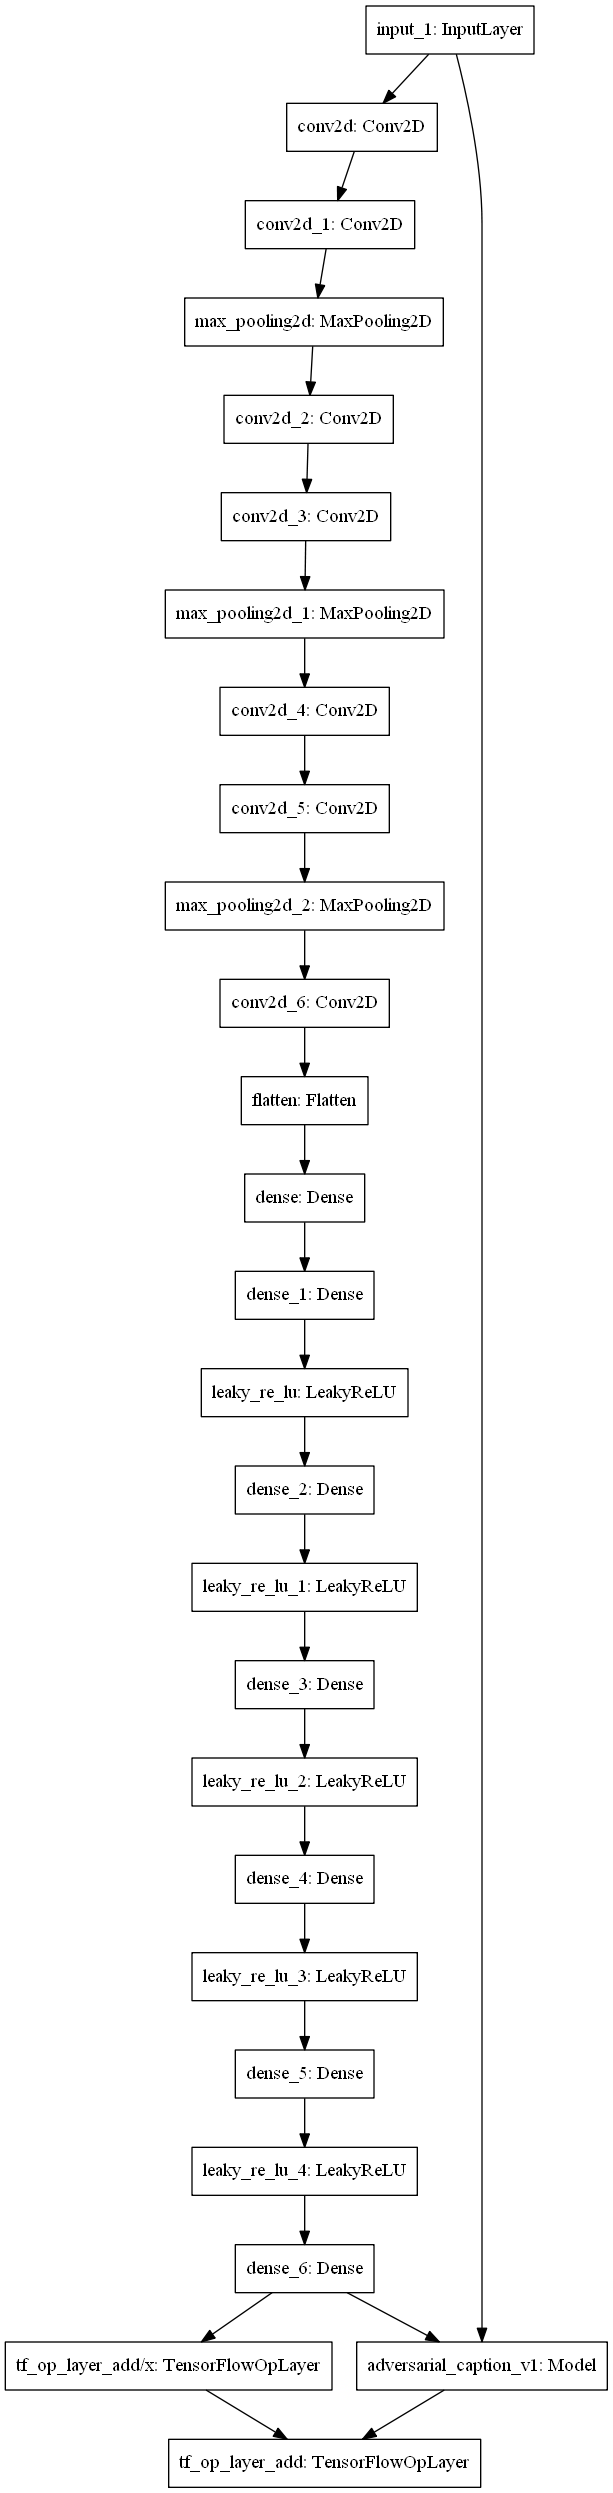 input_1: InputLayer
conv2d: Conv2D
conv2d_1: Conv2D
max_pooling2d: MaxPooling2D
conv2d_2: Conv2D
conv2d_3: Conv2D
max_pooling2d_1: MaxPooling2D
conv2d_4: Conv2D
conv2d_5: Conv2D
max_pooling2d_2: MaxPooling2D
conv2d_6: Conv2D
flatten: Flatten
dense: Dense
dense_1: Dense
leaky_re_lu: LeakyReLU
dense_2: Dense
leaky_re_lu_1: LeakyReLU
dense_3: Dense
leaky_re_lu_2: LeakyReLU
dense_4: Dense
leaky_re_lu_3: LeakyReLU
dense_5: Dense
leaky_re_lu_4: LeakyReLU
dense_6: Dense
tf_op_layer_add/x: TensorFlowOpLayer
adversarial_caption_v1: Model
tf_op_layer_add: TensorFlowOpLayer